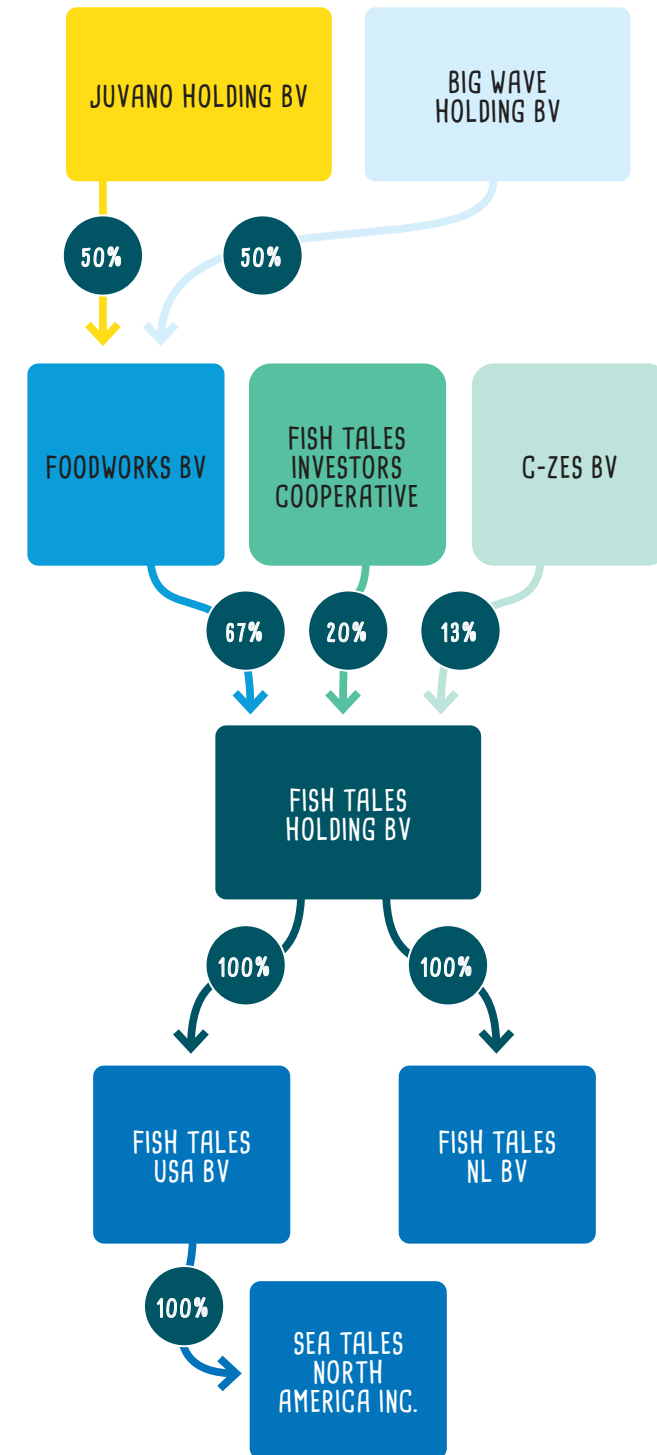 JUVANO HOLDING BV
BIG WAVE
HOLDING BV
50%
50%
FOODWORKS BV
FISH TALES
INVESTORS
COOPERATIVE
C-ZES BV
67%
20%
13%
FISH TALES
HOLDING BV
100%
100%
FISH TALES
USA BV
FISH TALES
NL BV
100%
SEA TALES
NORTH
AMERICA INC.